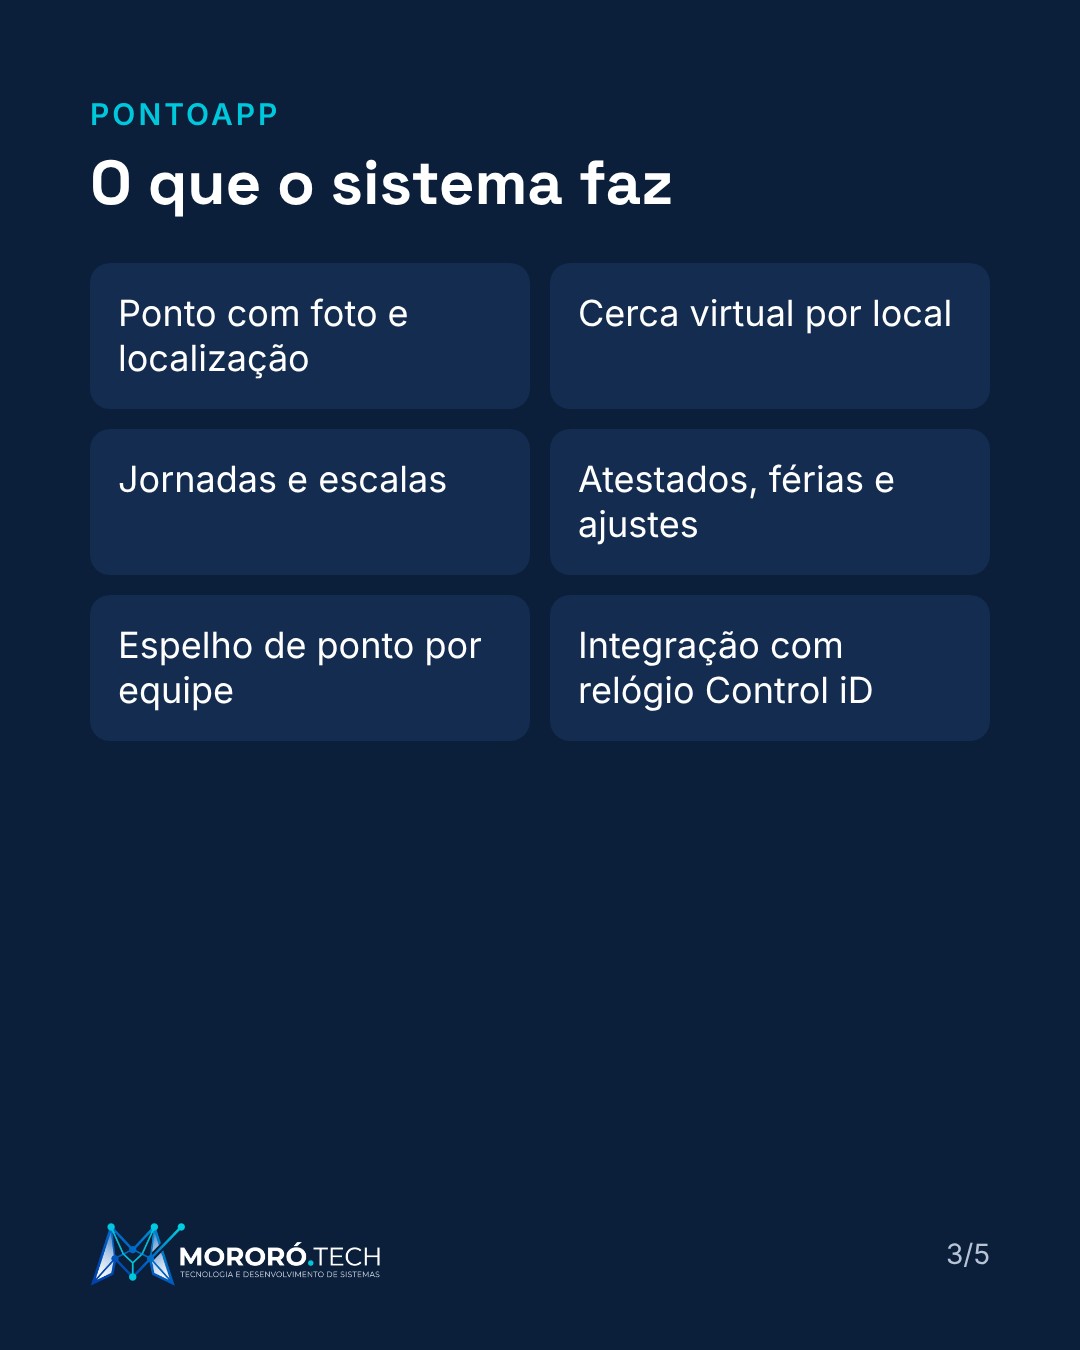 PONTOAPP
O que o sistema faz
Ponto com foto e
localização
Cerca virtual por local
Jornadas e escalas
Atestados, férias e
ajustes
Espelho de ponto por
equipe
Integração com
relógio Control iD
MORORÓ.TECH
TECNOLOGIA E DESENVOLVIMENTO DE SISTEMAS
3/5